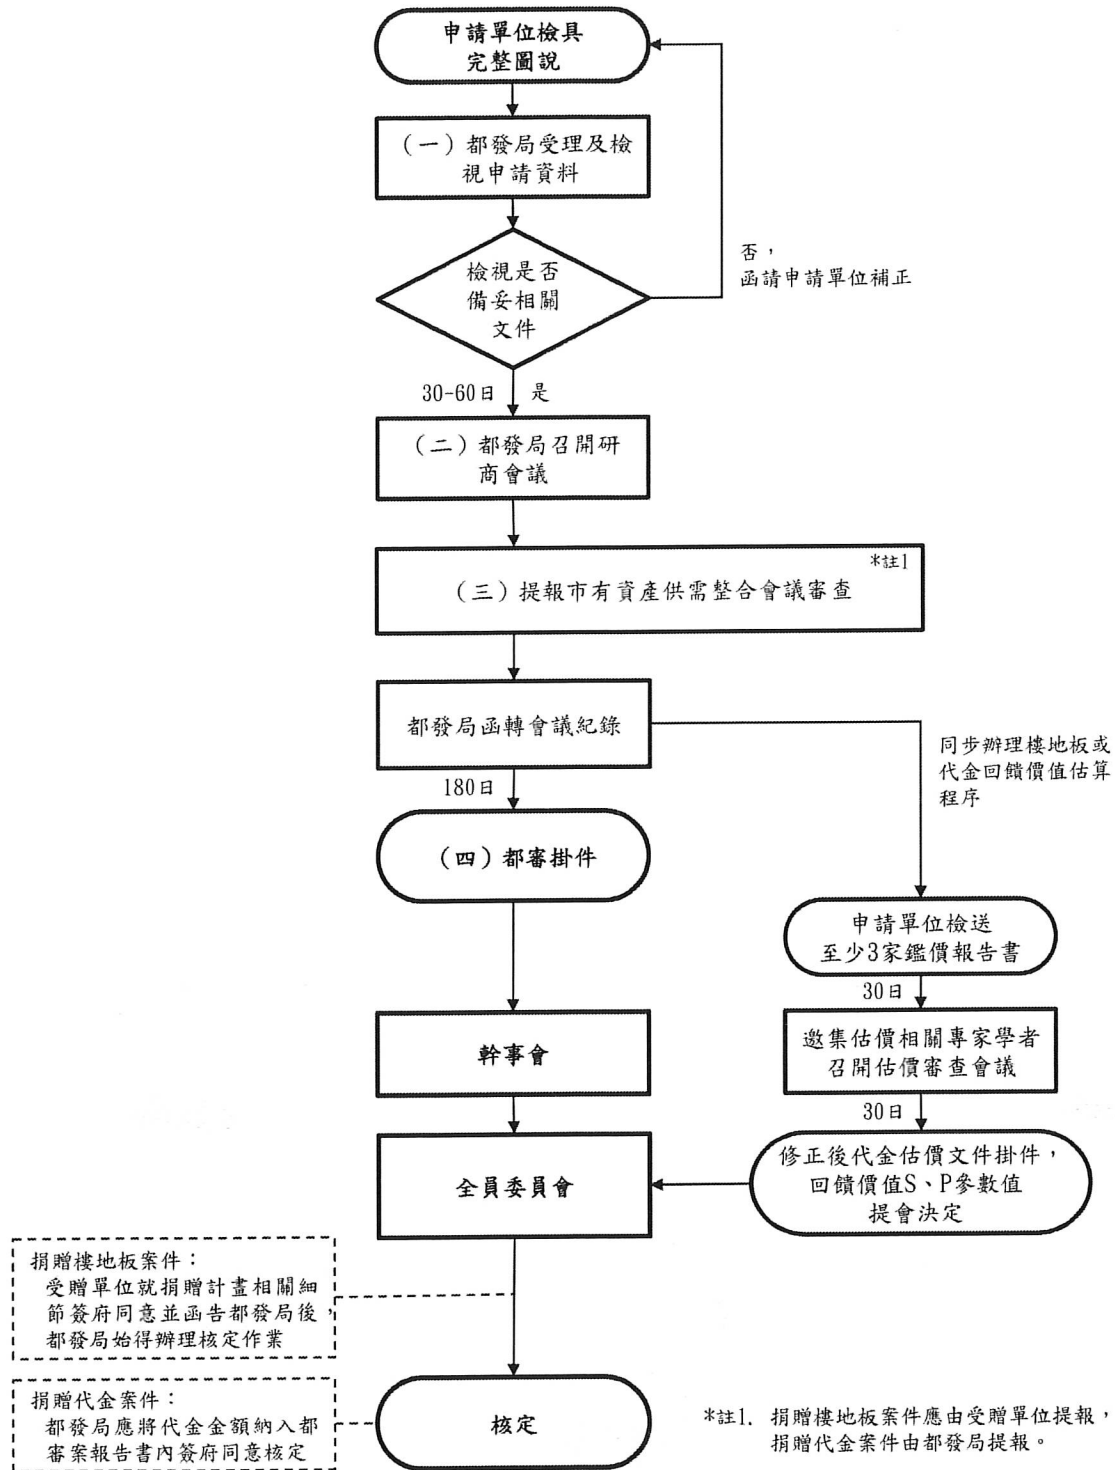 申請單位檢具
完整圖說
（一）都發局受理及檢
視申請資料
檢視是否
備妥相關
文件
否，
函請申請單位補正
30-60日 是
（二）都發局召開研
商會議
*註1
（三）提報市有資產供需整合會議審查
都發局函轉會議紀錄
同步辦理樓地板或
代金回饋價值估算
程序
180日
（四）都審掛件
申請單位檢送
至少3家鑑價報告書
30日
邀集估價相關專家學者
召開估價審查會議
30日
修正後代金估價文件掛件，
回饋價值S、P參數值
提會決定
幹事會
全員委員會
捐贈樓地板案件：
受贈單位就捐贈計畫相關細
節簽府同意並函告都發局後，
都發局始得辦理核定作業
捐贈代金案件：
都發局應將代金金額納入都
審案報告書內簽府同意核定
核定
*註1. 捐贈樓地板案件應由受贈單位提報，
捐贈代金案件由都發局提報。